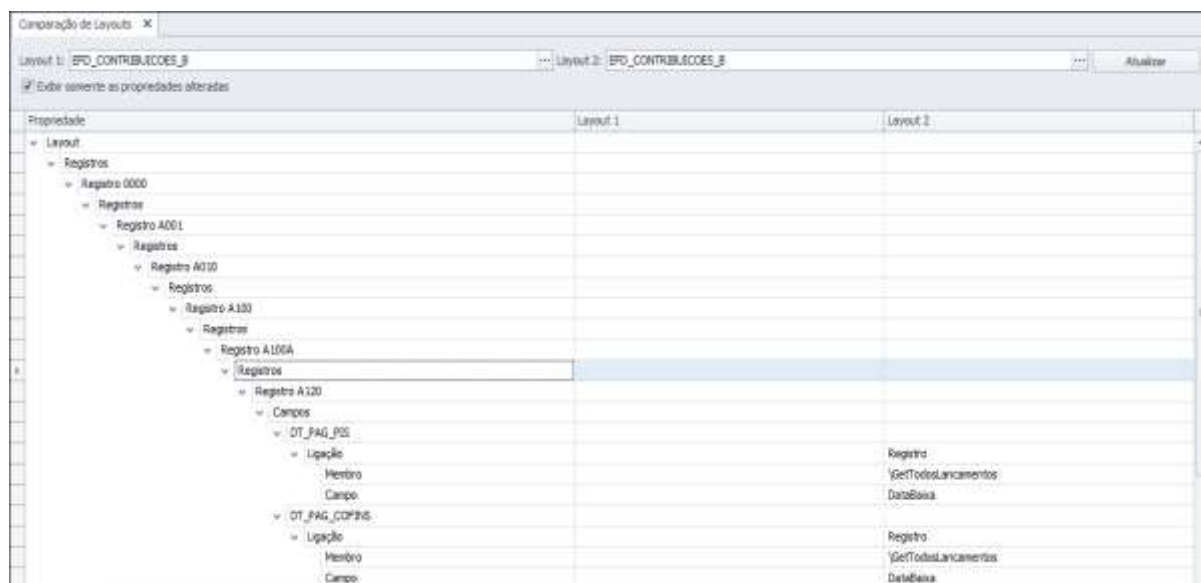 Comparação de Layouts X
Layout 1: EFD_CONTRIBUICOES_B ... Layout 2: EFD_CONTRIBUICOES_B ... Atualizar
Exibir somente as propriedades alteradas
Propriedade Layout 1 Layout 2
Layout
Registros
Registro 0000
Registros
Registro A001
Registros
Registro A010
Registros
Registro A100
Registros
Registro A100A
Registros
Registro A120
Campos
DT_PAG_PIS
Ligação Registro
Membro \GetTodosLancamentos
Campo DataBaixa
DT_PAG_COFINS
Ligação Registro
Membro \GetTodosLancamentos
Campo DataBaixa